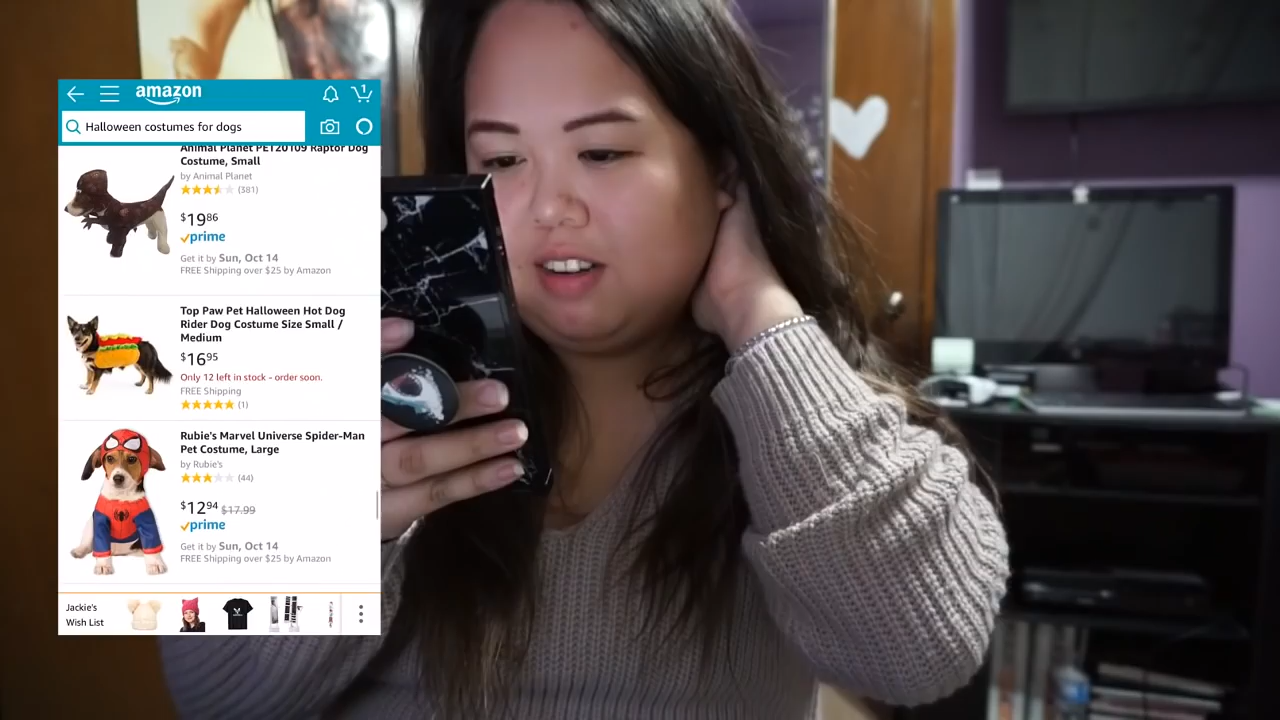 amazon
1
Halloween costumes for dogs
Animal Planet PET20109 Raptor Dog
Costume, Small
by Animal Planet
(381)
$19 86
prime
Get it by Sun, Oct 14
FREE Shipping over $25 by Amazon
Top Paw Pet Halloween Hot Dog
Rider Dog Costume Size Small /
Medium
$16 95
Only 12 left in stock - order soon.
FREE Shipping
(1)
Rubie's Marvel Universe Spider-Man
Pet Costume, Large
by Rubie's
(44)
$12 94 $17.99
prime
Get it by Sun, Oct 14
FREE Shipping over $25 by Amazon
Jackie's
Wish List